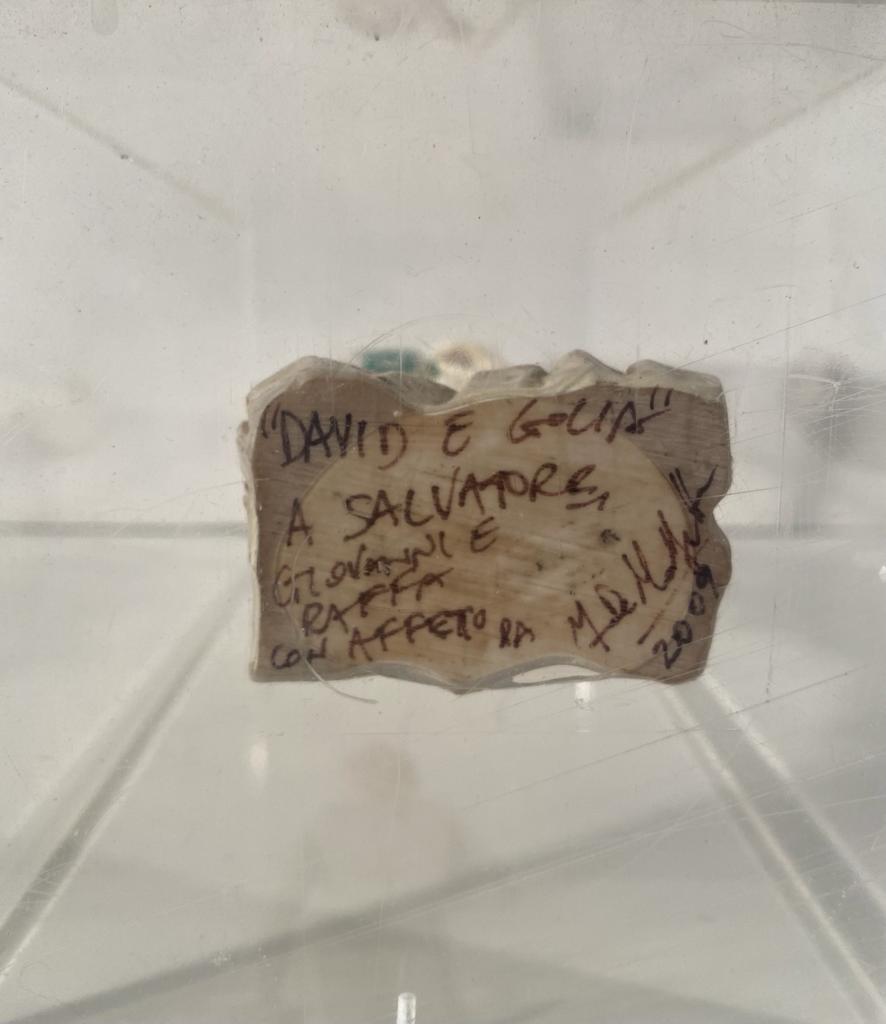 "DAVID E GOLIA"
A SALVATORE,
GIOVANNI E
RAFFA
CON AFFETTO DA
2009